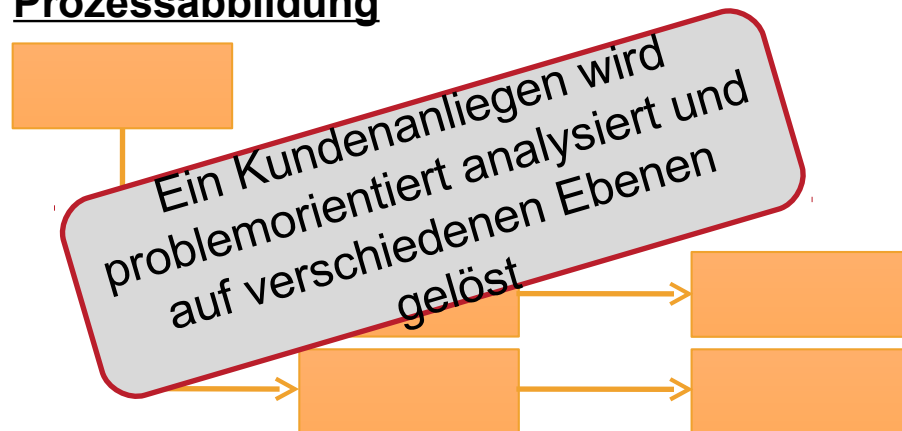 Prozessabbildung
Ein Kundenanliegen wird
problemorientiert analysiert und
auf verschiedenen Ebenen
gelöst